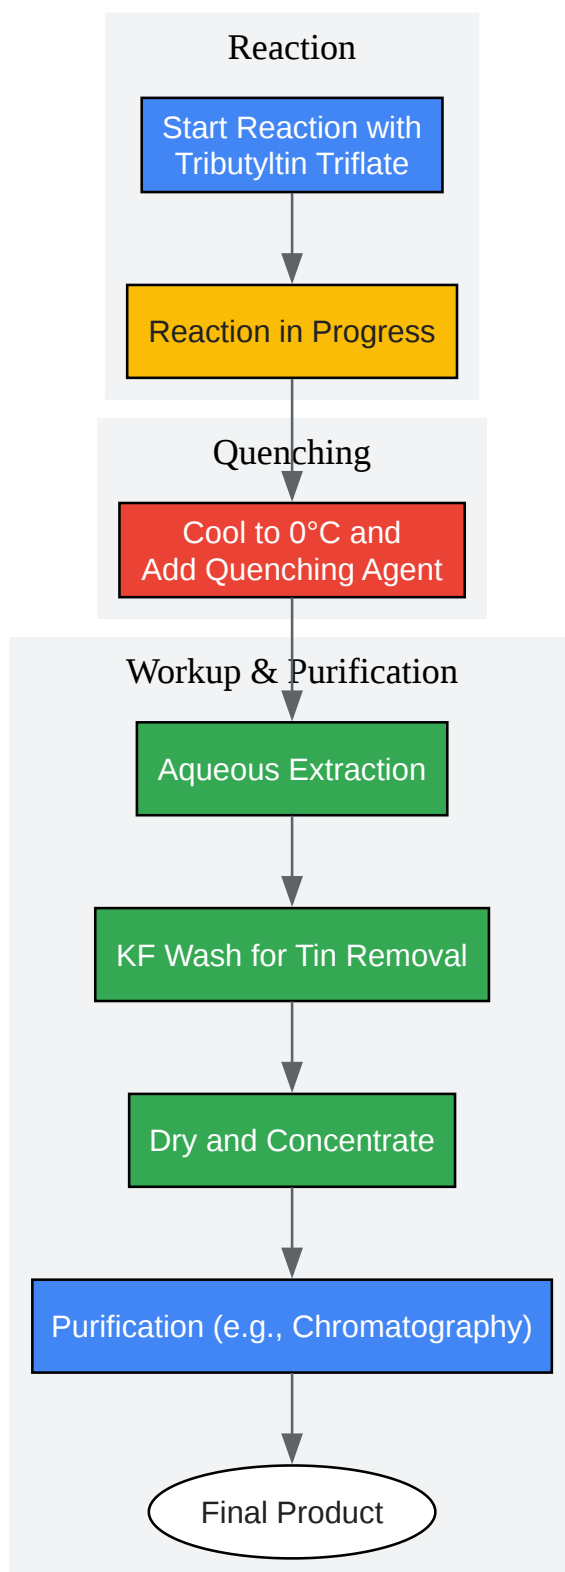 Reaction
Start Reaction with
Tributyltin Triflate
Reaction in Progress
Quenching
Cool to 0°C and
Add Quenching Agent
Workup & Purification
Aqueous Extraction
KF Wash for Tin Removal
Dry and Concentrate
Purification (e.g., Chromatography)
Final Product